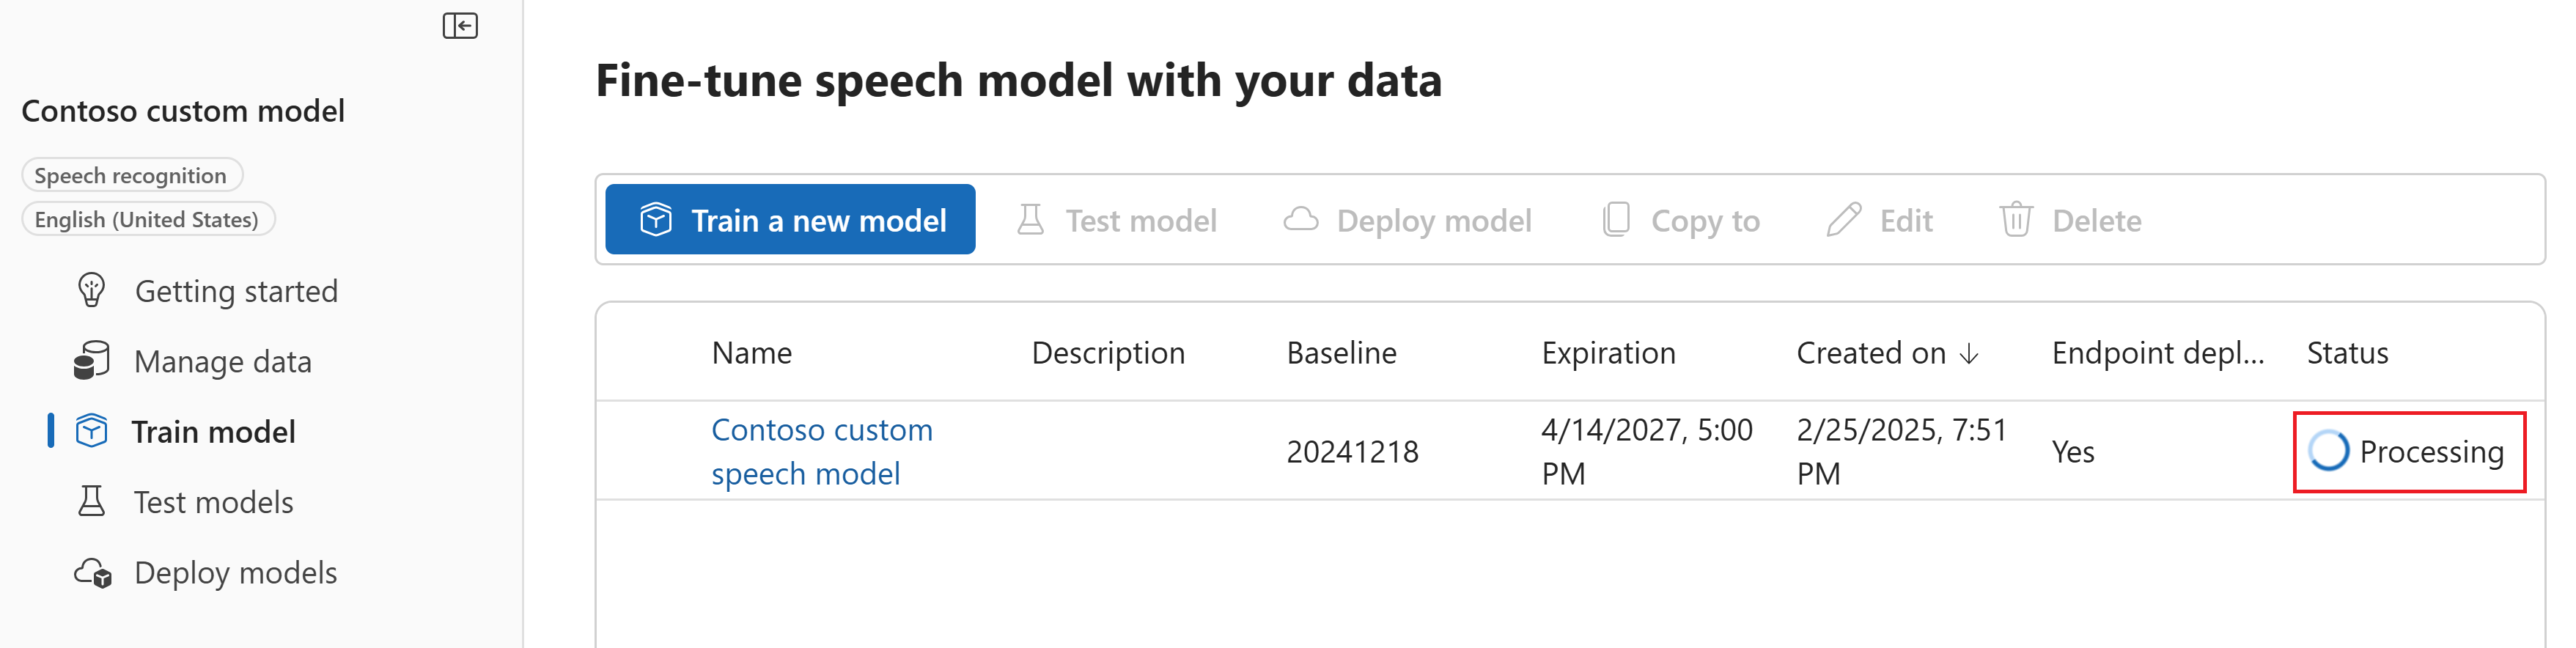 Contoso custom model
Speech recognition
English (United States)
Getting started
Manage data
Train model
Test models
Deploy models
Fine-tune speech model with your data
Train a new model Test model Deploy model Copy to Edit Delete
Name Description Baseline Expiration Created on ↓ Endpoint depl... Status
Contoso custom speech model 20241218 4/14/2027, 5:00 PM 2/25/2025, 7:51 PM Yes Processing